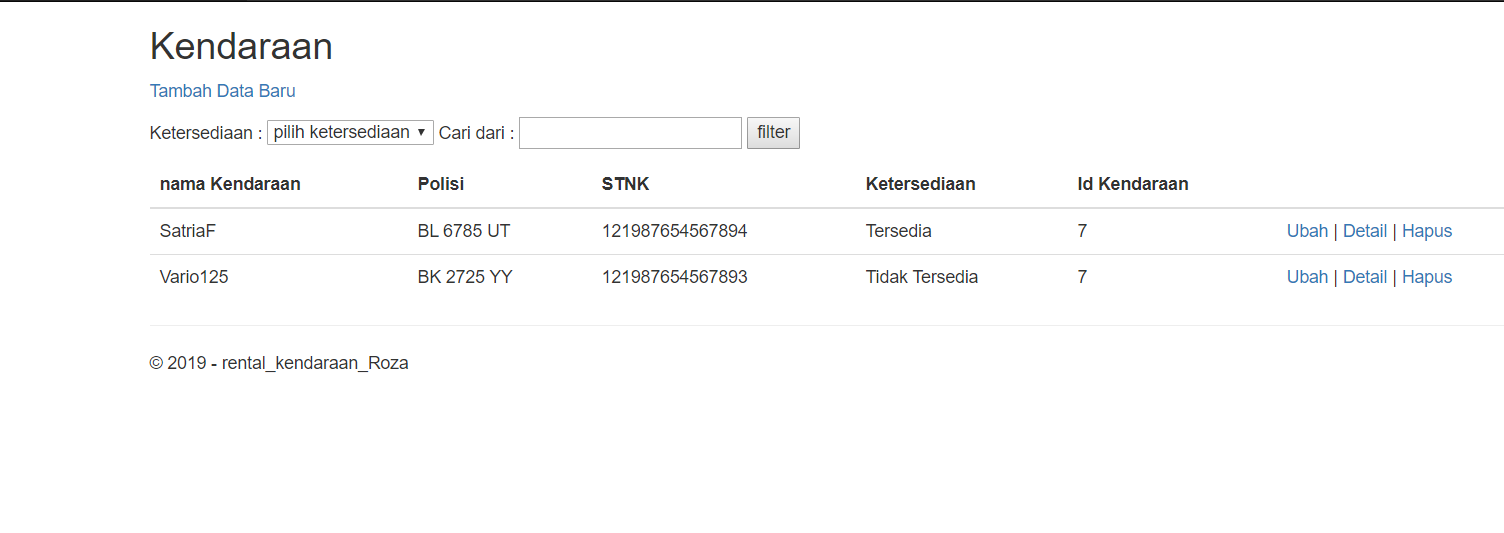 Kendaraan
Tambah Data Baru
Ketersediaan : pilih ketersediaan Cari dari : filter
nama Kendaraan Polisi STNK Ketersediaan Id Kendaraan
SatriaF BL 6785 UT 121987654567894 Tersedia 7 Ubah | Detail | Hapus
Vario125 BK 2725 YY 121987654567893 Tidak Tersedia 7 Ubah | Detail | Hapus
© 2019 - rental_kendaraan_Roza